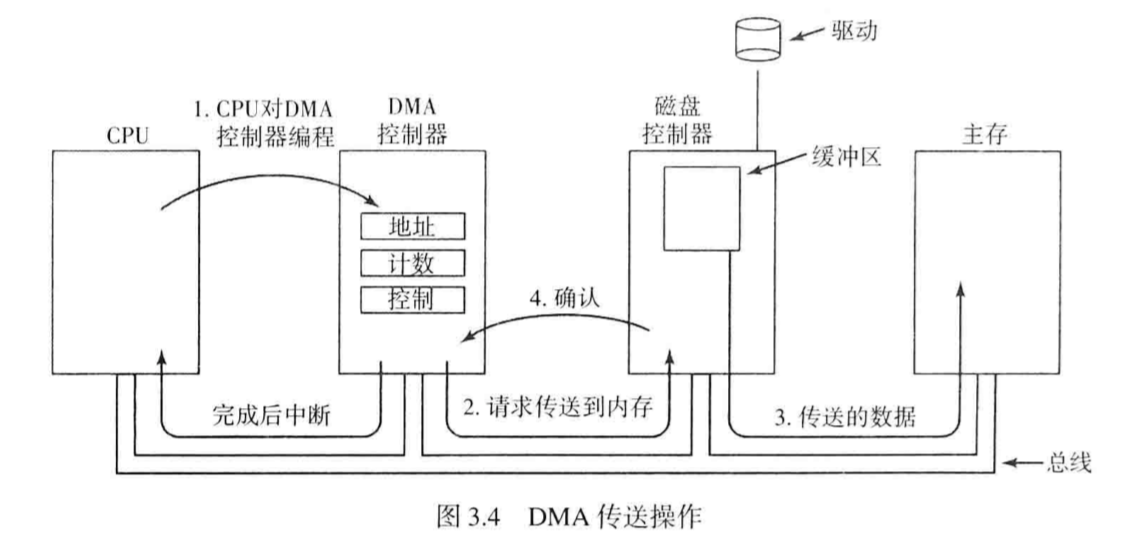 驱动
1. CPU对DMA
控制器编程
CPU
DMA
控制器
磁盘
控制器
主存
缓冲区
地址
计数
控制
4. 确认
完成后中断
2. 请求传送到内存
3. 传送的数据
总线
图 3.4 DMA 传送操作